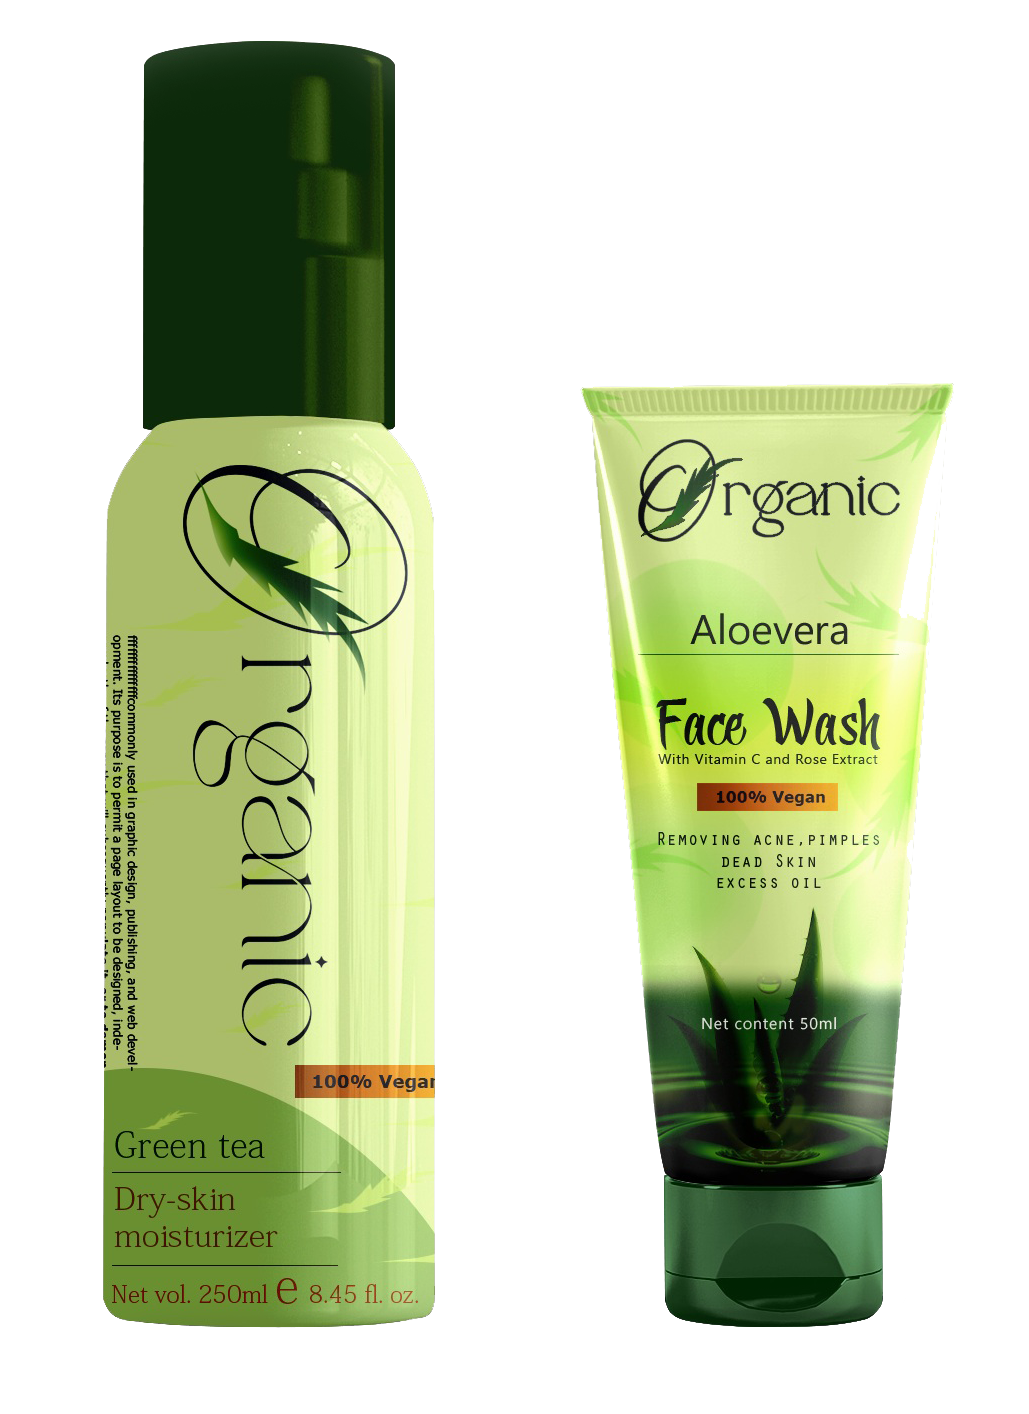 Organic
ffffffffffffffcommonly used in graphic design, publishing, and web devel-
opment. Its purpose is to permit a page layout to be designed, inde-
100% Vegan
Green tea
Dry-skin
moisturizer
Net vol. 250ml e 8.45 fl. oz.
Organic
Aloevera
Face Wash
With Vitamin C and Rose Extract
100% Vegan
Removing acne,pimples
dead Skin
excess oil
Net content 50ml